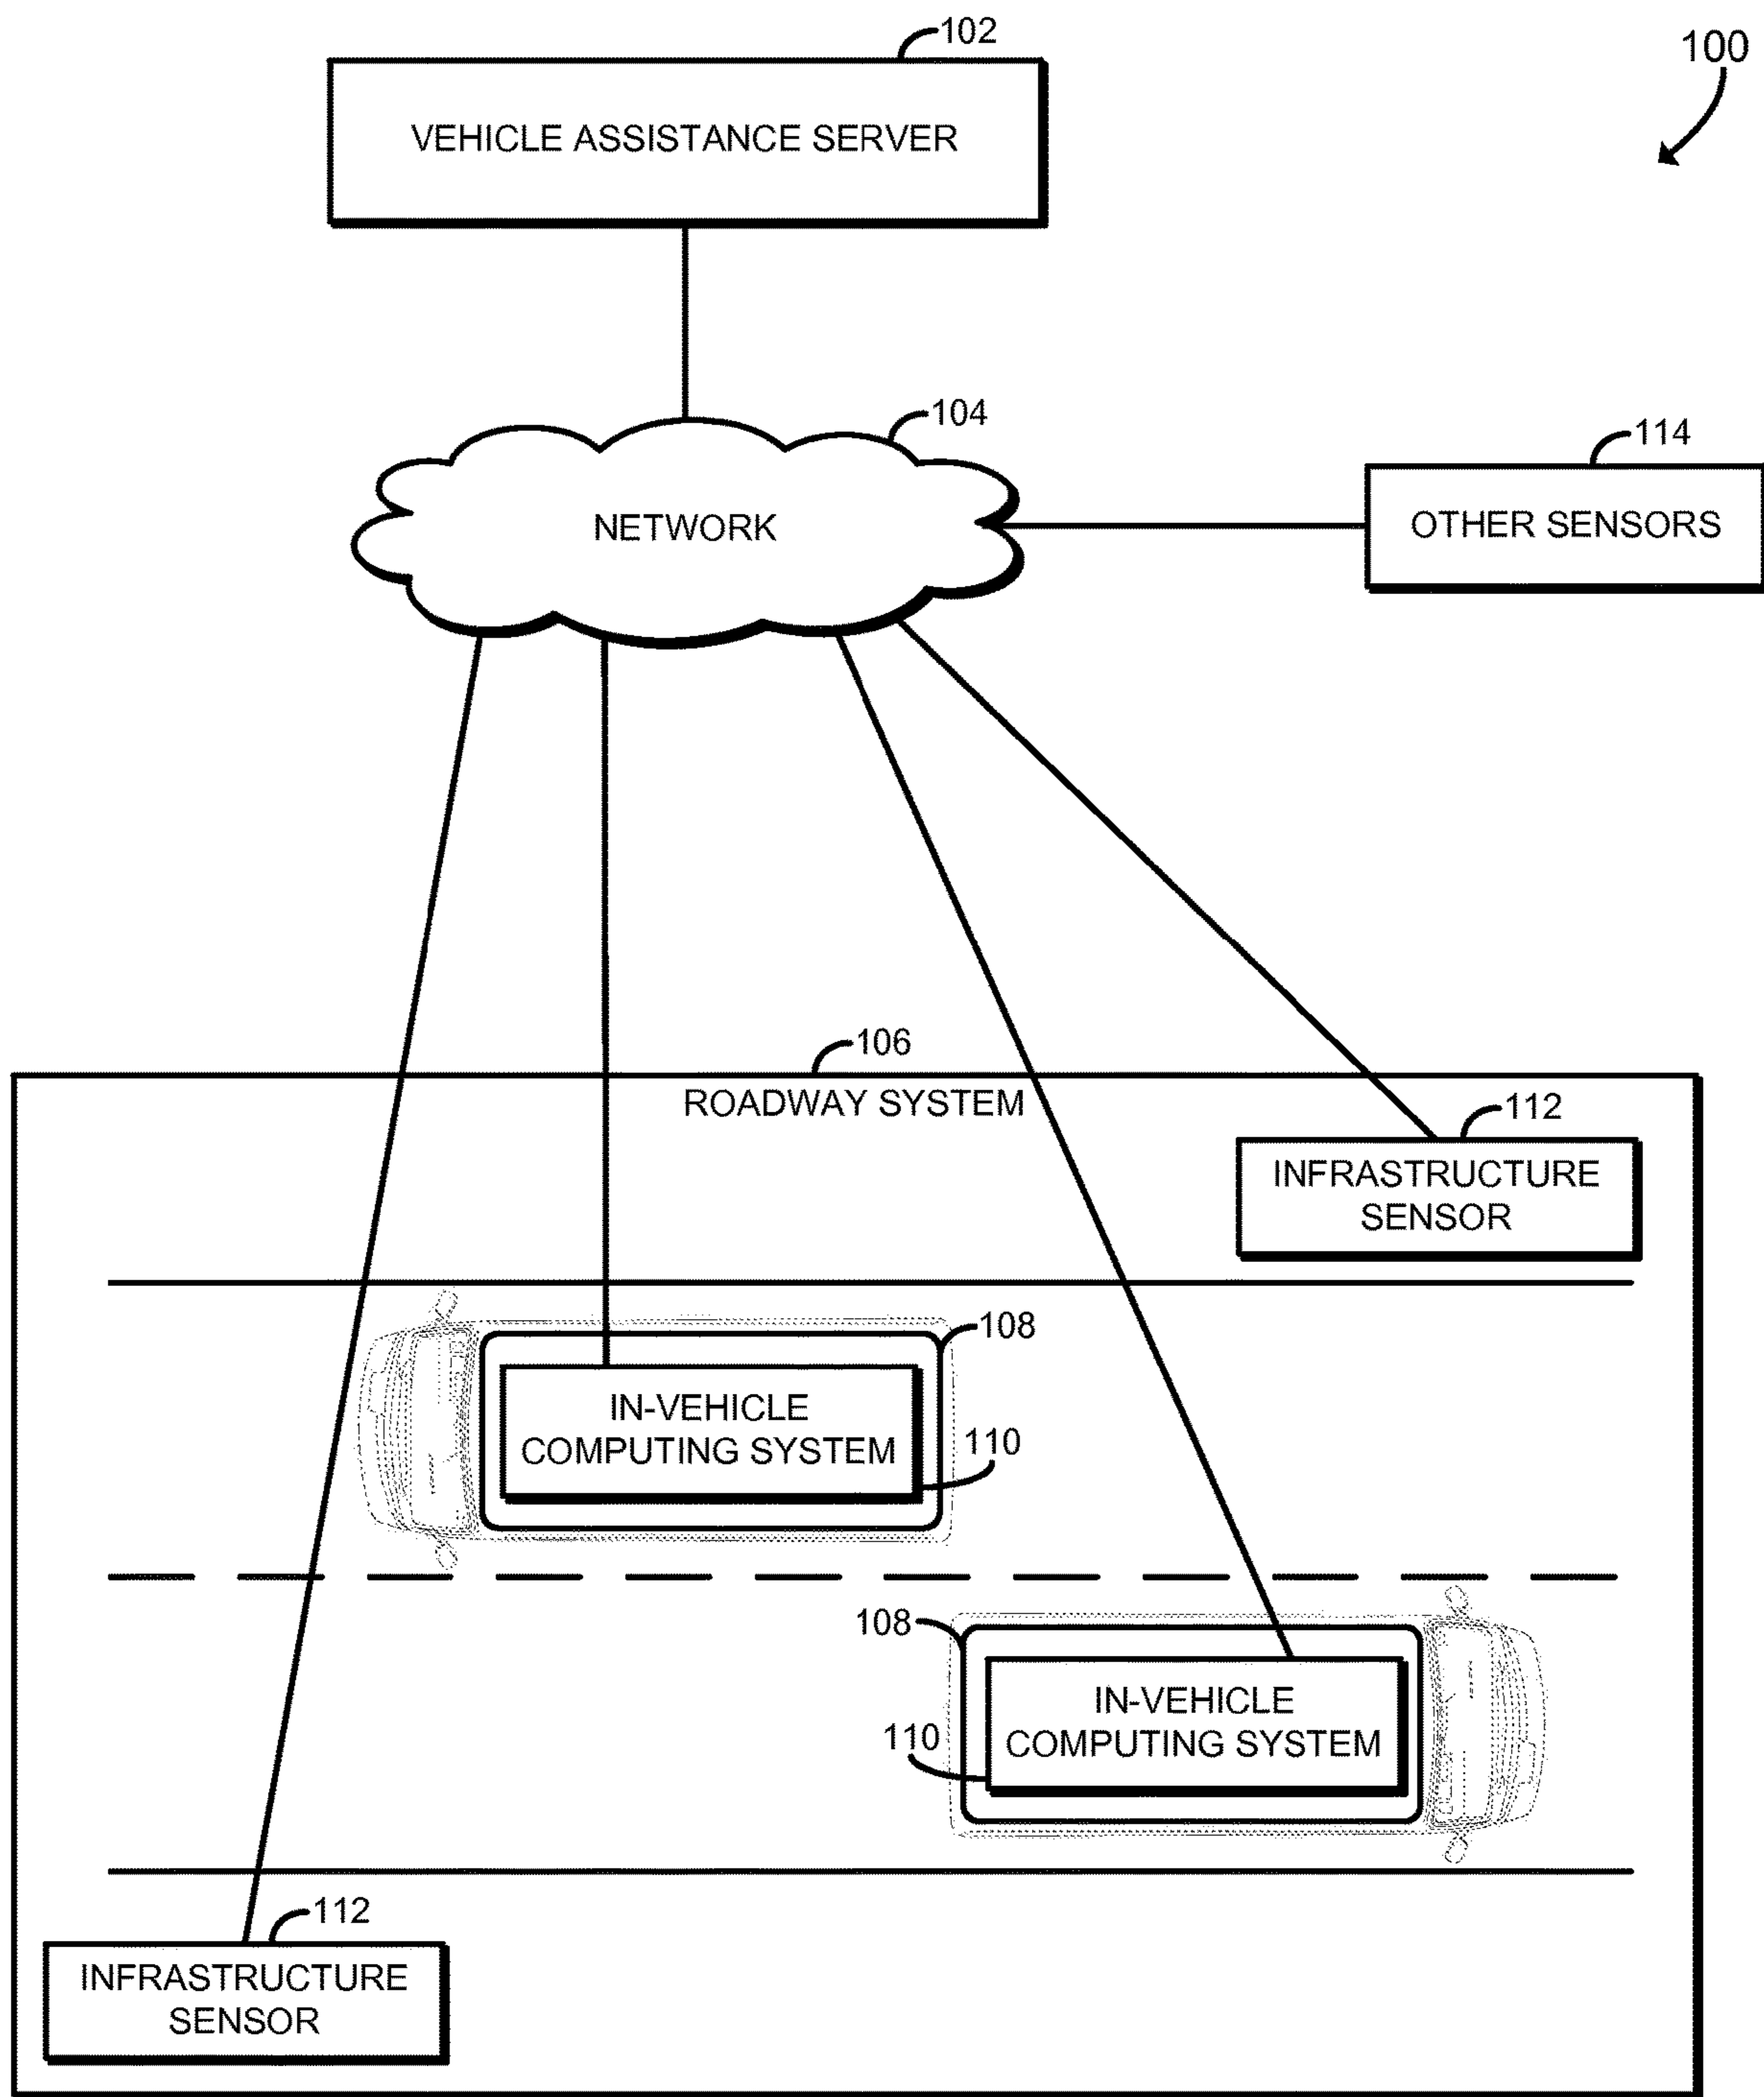 102
100
VEHICLE ASSISTANCE SERVER
104
114
NETWORK
OTHER SENSORS
106
ROADWAY SYSTEM
112
INFRASTRUCTURE
SENSOR
108
IN-VEHICLE
COMPUTING SYSTEM
110
108
IN-VEHICLE
COMPUTING SYSTEM
110
112
INFRASTRUCTURE
SENSOR